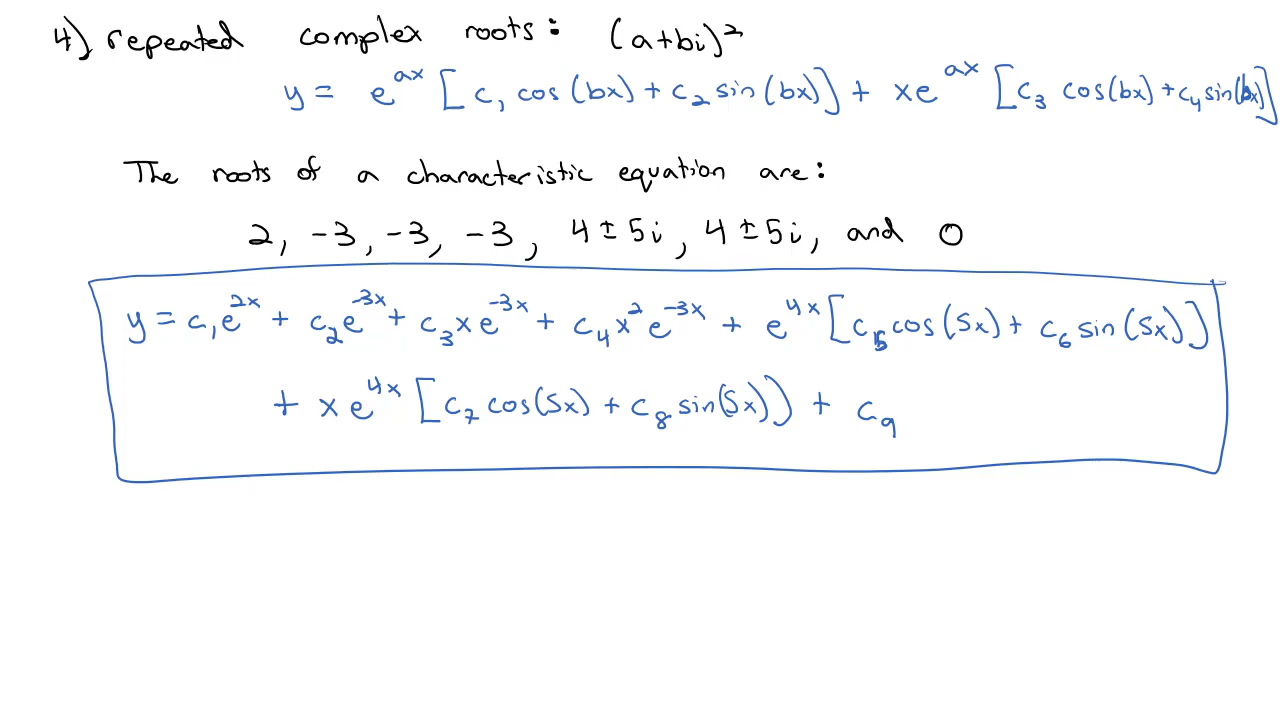 4) repeated complex roots: (a+bi)²
y = e^{ax} [c₁ cos(bx) + c₂ sin(bx)] + xe^{ax} [c₃ cos(bx) + c₄ sin(bx)]
The roots of a characteristic equation are:
2, -3, -3, -3, 4 ± 5i, 4 ± 5i, and 0
y = c₁e^{2x} + c₂e^{-3x} + c₃xe^{-3x} + c₄x²e^{-3x} + e^{4x} [c₅cos(5x) + c₆ sin(5x)]
+ xe^{4x} [c₇ cos(5x) + c₈ sin(5x)] + c₉